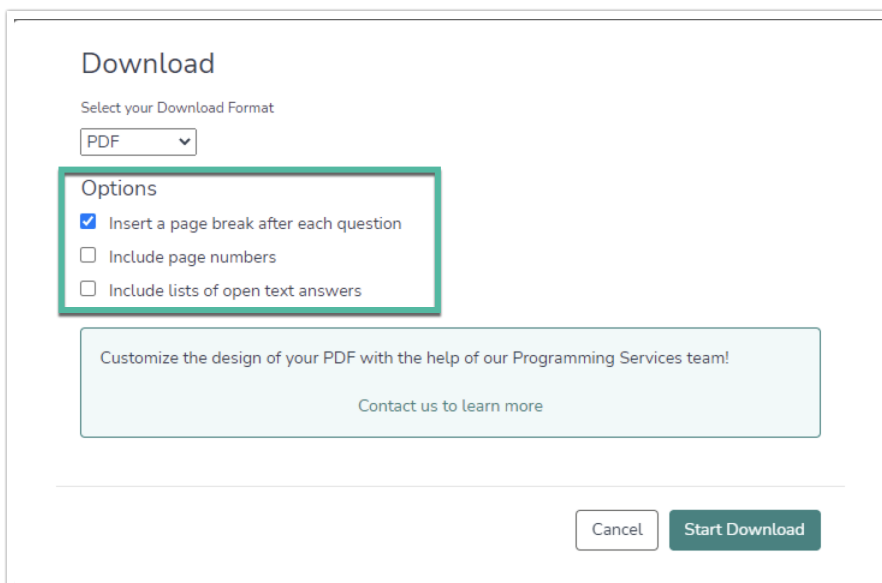 Download
Select your Download Format
PDF
Options
Insert a page break after each question
Include page numbers
Include lists of open text answers
Customize the design of your PDF with the help of our Programming Services team!
Contact us to learn more
Cancel Start Download